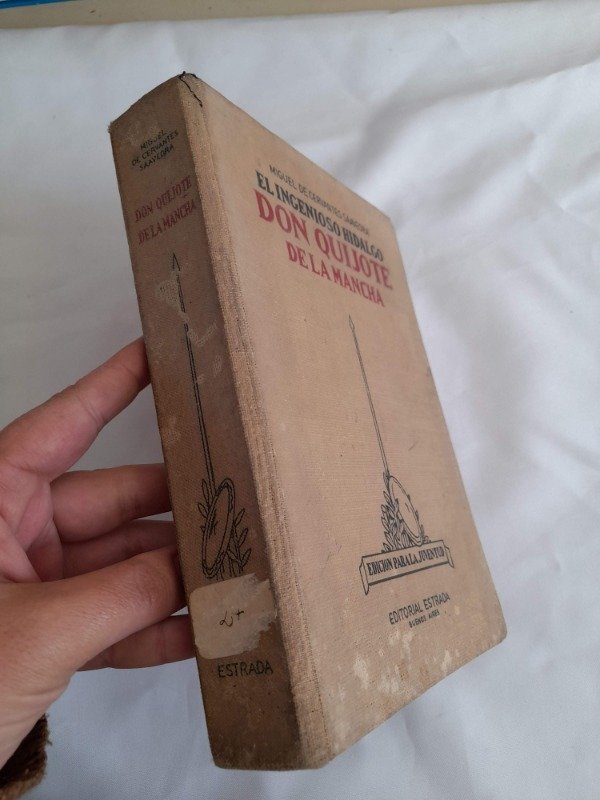 MIGUEL
DE CERVANTES
SAAVEDRA
DON QUIJOTE
DE LA MANCHA
ESTRADA
MIGUEL DE CERVANTES SAAVEDRA
EL INGENIOSO HIDALGO
DON QUIJOTE
DE LA MANCHA
EDICIÓN PARA LA JUVENTUD
EDITORIAL ESTRADA
BUENOS AIRES